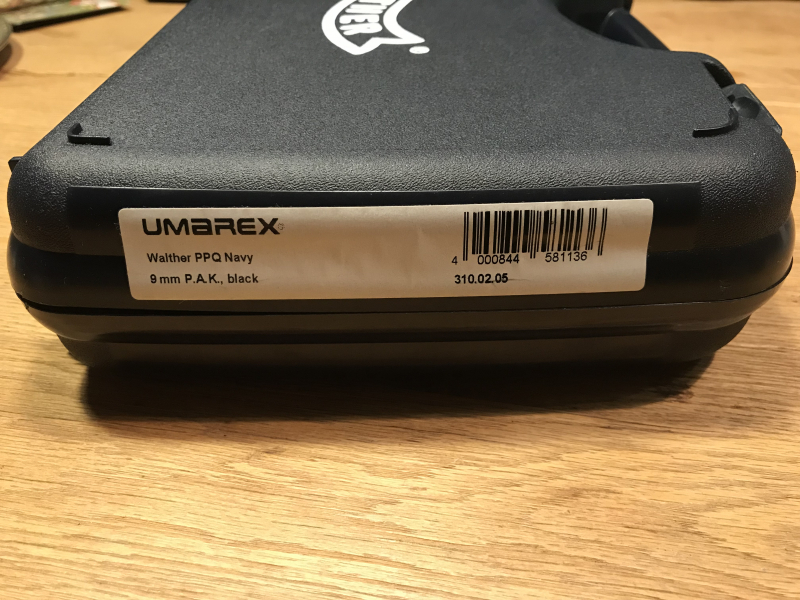 UMAREX
Walther PPQ Navy
9 mm P.A.K., black
4 000844 581136
310.02.05